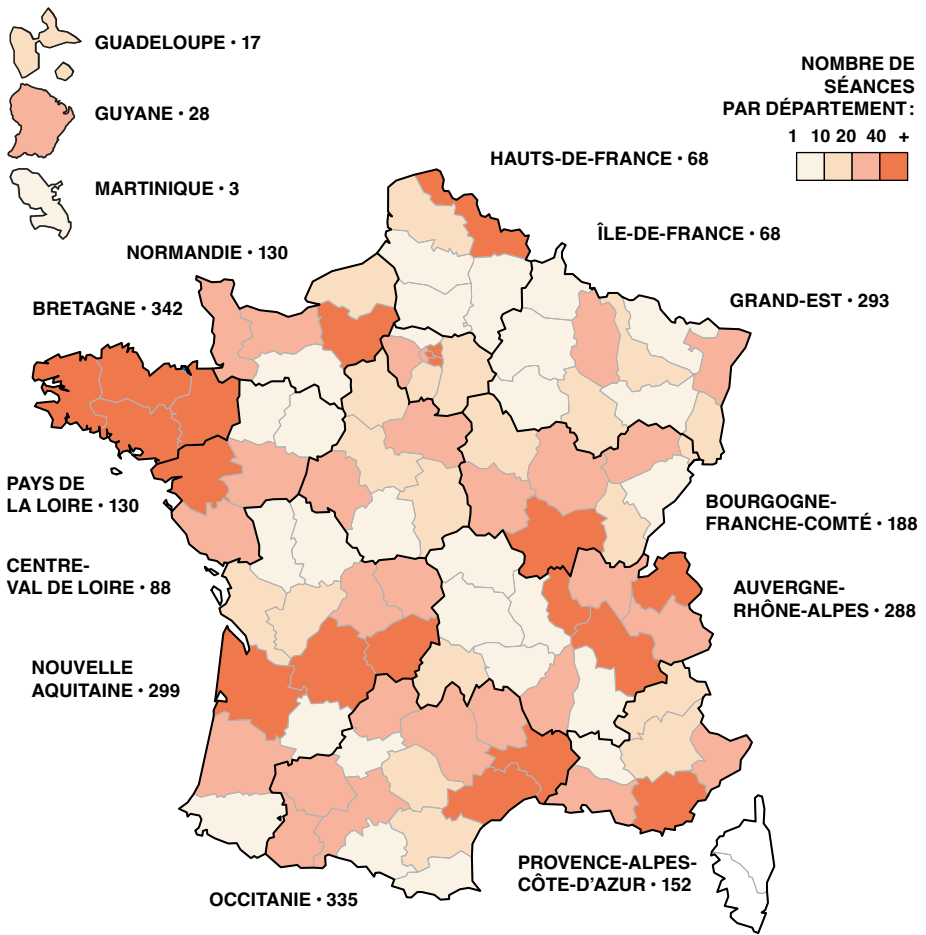 GUADELOUPE • 17
GUYANE • 28
MARTINIQUE • 3
NOMBRE DE
SÉANCES
PAR DÉPARTEMENT :
1 10 20 40 +
HAUTS-DE-FRANCE • 68
ÎLE-DE-FRANCE • 68
NORMANDIE • 130
BRETAGNE • 342
GRAND-EST • 293
PAYS DE
LA LOIRE • 130
BOURGOGNE-
FRANCHE-COMTÉ • 188
CENTRE-
VAL DE LOIRE • 88
AUVERGNE-
RHÔNE-ALPES • 288
NOUVELLE
AQUITAINE • 299
PROVENCE-ALPES-
CÔTE-D'AZUR • 152
OCCITANIE • 335